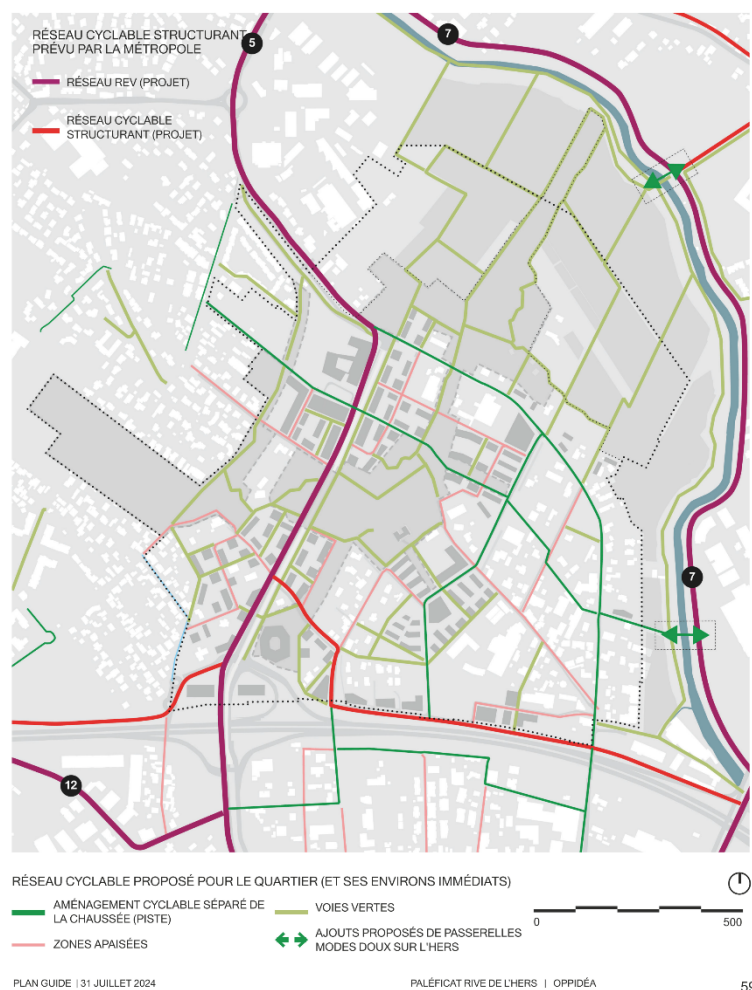 RÉSEAU CYCLABLE STRUCTURANT
PRÉVU PAR LA MÉTROPOLE
RÉSEAU REV (PROJET)
RÉSEAU CYCLABLE
STRUCTURANT (PROJET)
5
7
7
12
RÉSEAU CYCLABLE PROPOSÉ POUR LE QUARTIER (ET SES ENVIRONS IMMÉDIATS)
AMÉNAGEMENT CYCLABLE SÉPARÉ DE
LA CHAUSSÉE (PISTE)
ZONES APAISÉES
VOIES VERTES
AJOUTS PROPOSÉS DE PASSERELLES
MODES DOUX SUR L'HERS
0 500
PLAN GUIDE | 31 JUILLET 2024 PALÉFICAT RIVE DE L'HERS | OPPIDÉA